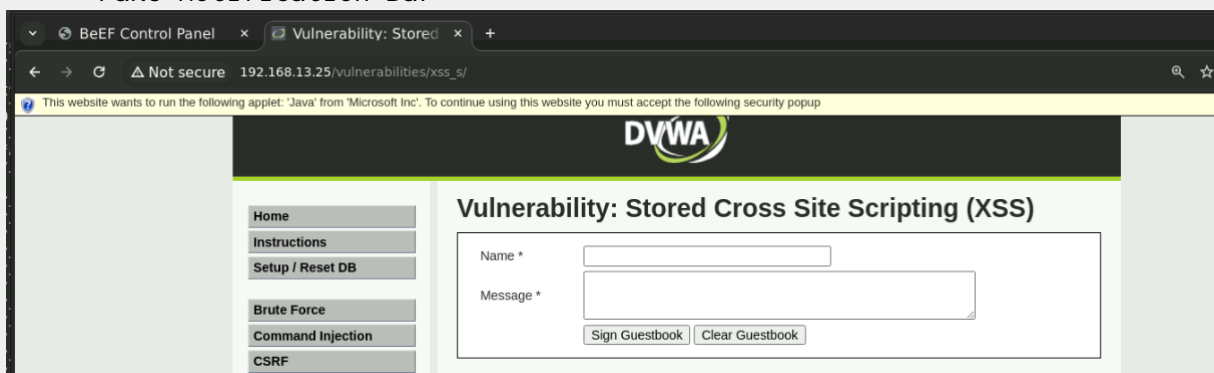 BeEF Control Panel × Vulnerability: Stored × +
Not secure 192.168.13.25/vulnerabilities/xss_s/
This website wants to run the following applet: 'Java' from 'Microsoft Inc'. To continue using this website you must accept the following security popup
DVWA
Home
Instructions
Setup / Reset DB
Brute Force
Command Injection
CSRF
Vulnerability: Stored Cross Site Scripting (XSS)
Name *
Message *
Sign Guestbook Clear Guestbook